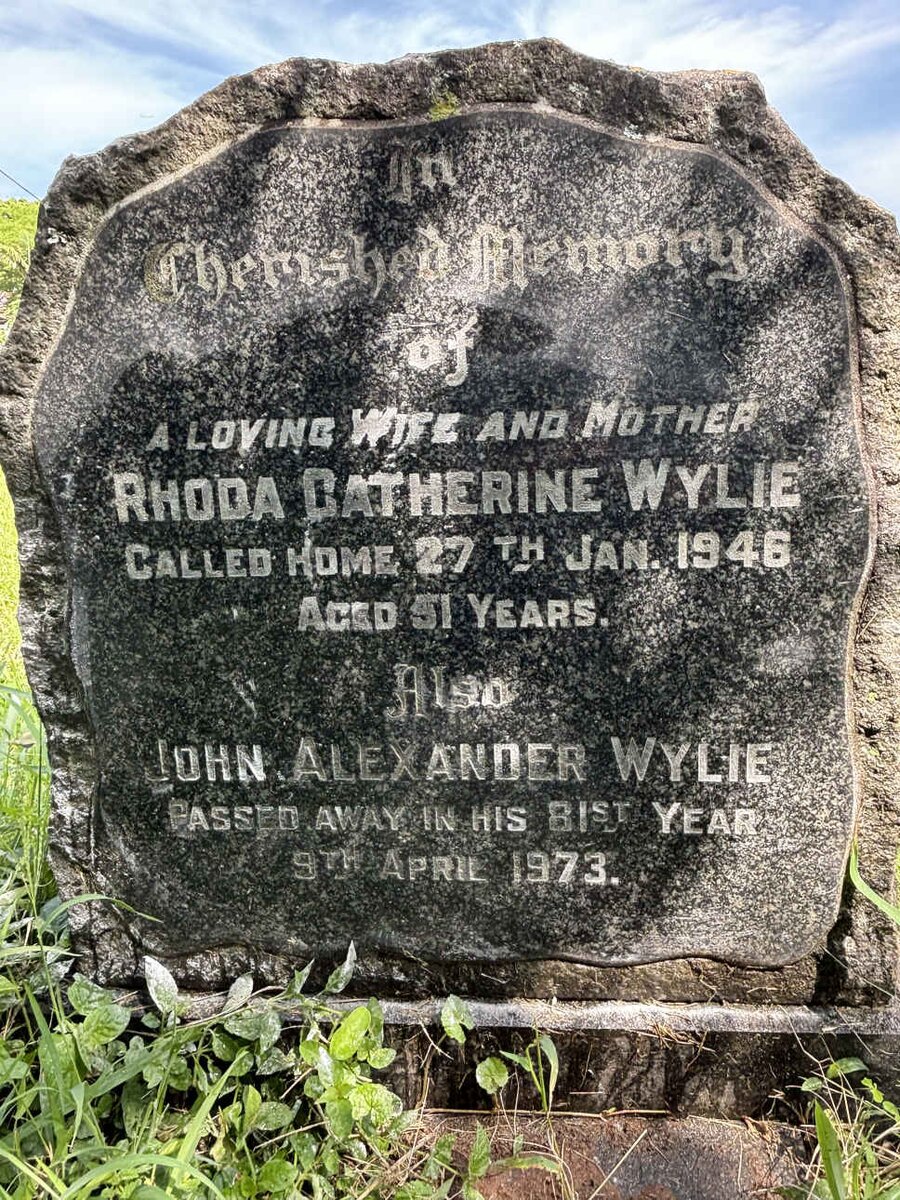 In
Cherished Memory
of
A LOVING WIFE AND MOTHER
RHODA CATHERINE WYLIE
CALLED HOME 27TH JAN. 1946
AGED 51 YEARS.
Also
JOHN ALEXANDER WYLIE
PASSED AWAY IN HIS 81ST YEAR
9TH APRIL 1973.